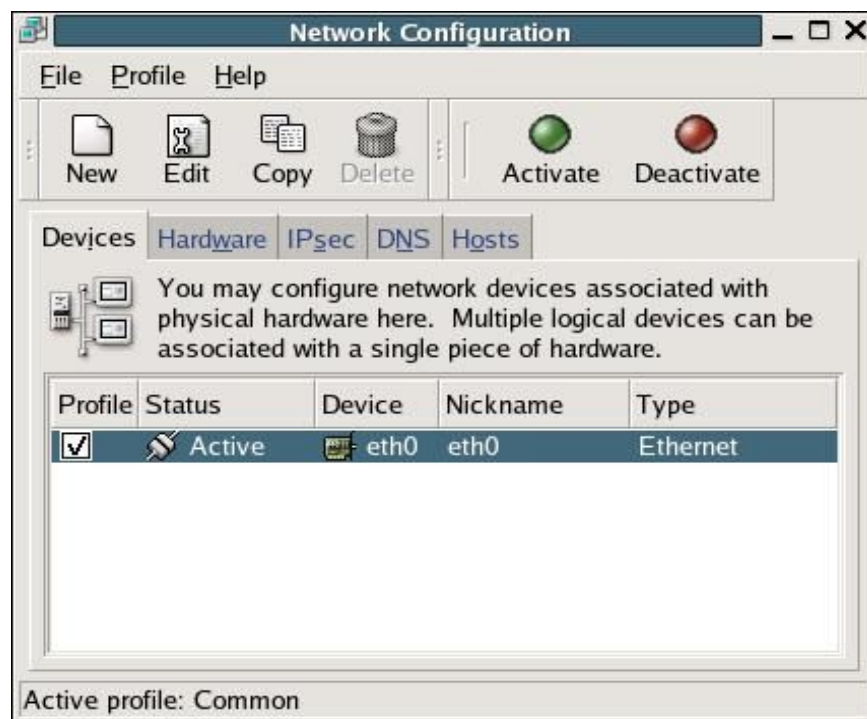 Network Configuration
File Profile Help
New Edit Copy Delete Activate Deactivate
Devices Hardware IPsec DNS Hosts
You may configure network devices associated with
physical hardware here.  Multiple logical devices can be
associated with a single piece of hardware.
Profile Status Device Nickname Type
Active eth0 eth0 Ethernet
Active profile: Common